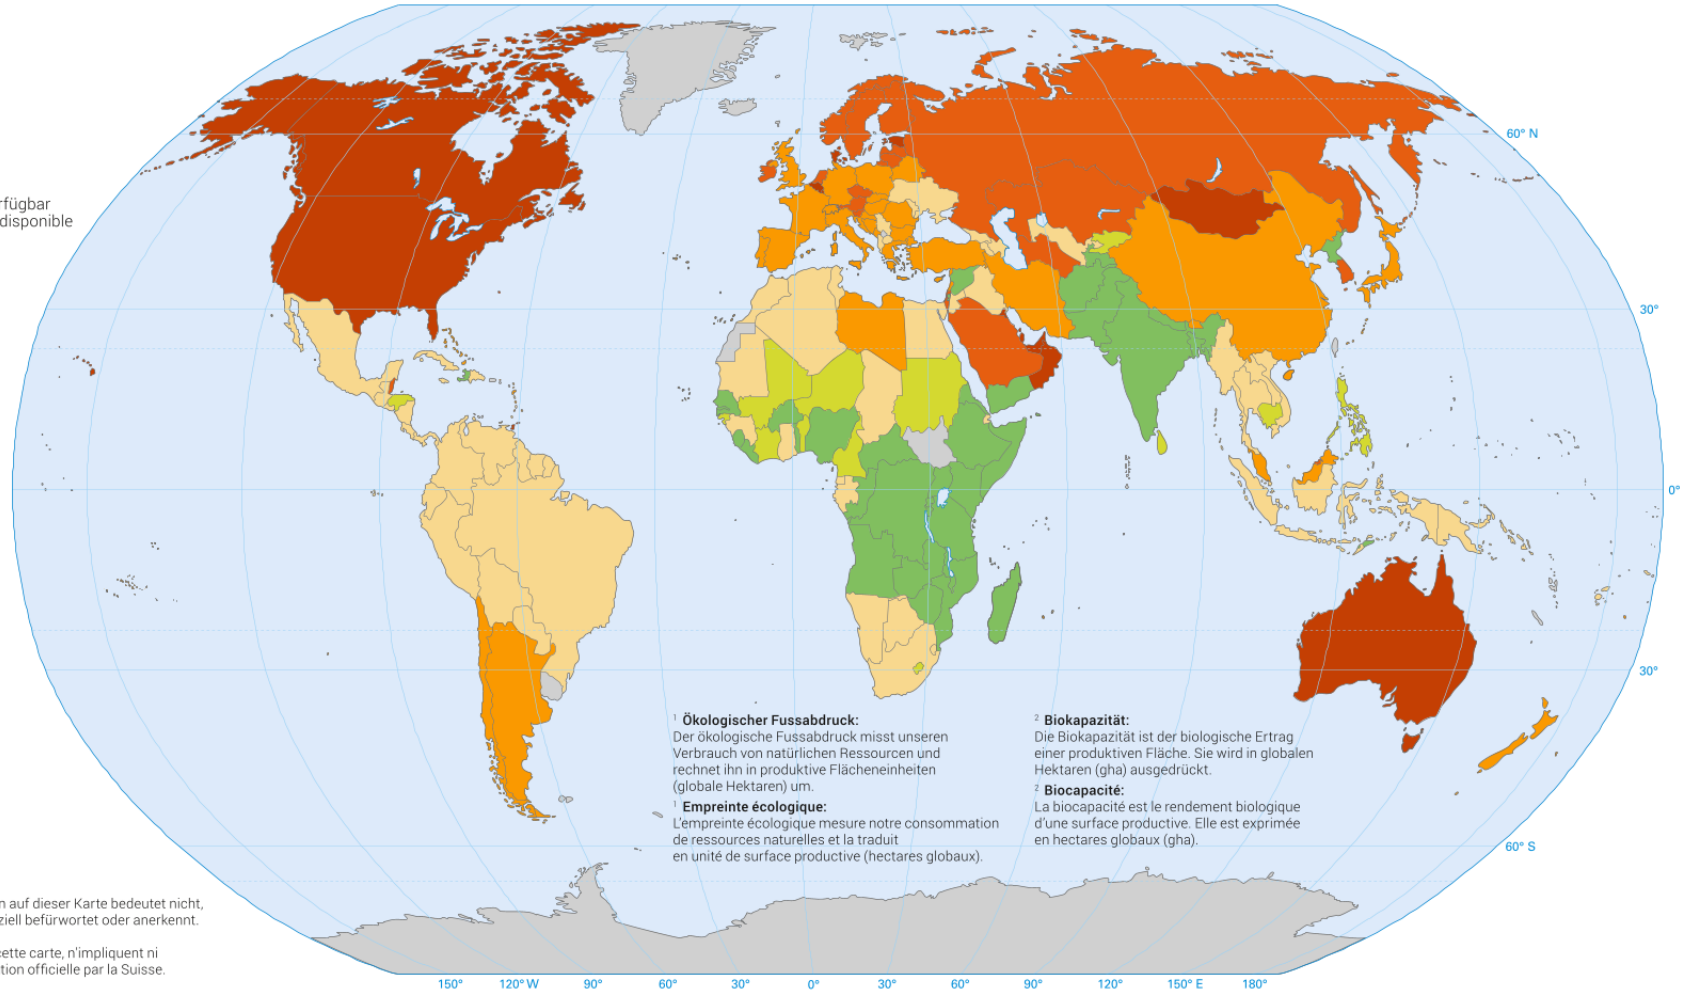 rfügbar
disponible
60° N
30°
0°
30°
60° S
¹ Ökologischer Fussabdruck:
Der ökologische Fussabdruck misst unseren
Verbrauch von natürlichen Ressourcen und
rechnet ihn in produktive Flächeneinheiten
(globale Hektaren) um.
¹ Empreinte écologique:
L'empreinte écologique mesure notre consommation
de ressources naturelles et la traduit
en unité de surface productive (hectares globaux).
² Biokapazität:
Die Biokapazität ist der biologische Ertrag
einer produktiven Fläche. Sie wird in globalen
Hektaren (gha) ausgedrückt.
² Biocapacité:
La biocapacité est le rendement biologique
d'une surface productive. Elle est exprimée
en hectares globaux (gha).
n auf dieser Karte bedeutet nicht,
ziell befürwortet oder anerkennt.
cette carte, n'impliquent ni
tion officielle par la Suisse.
150° 120° W 90° 60° 30° 0° 30° 60° 90° 120° 150° E 180°